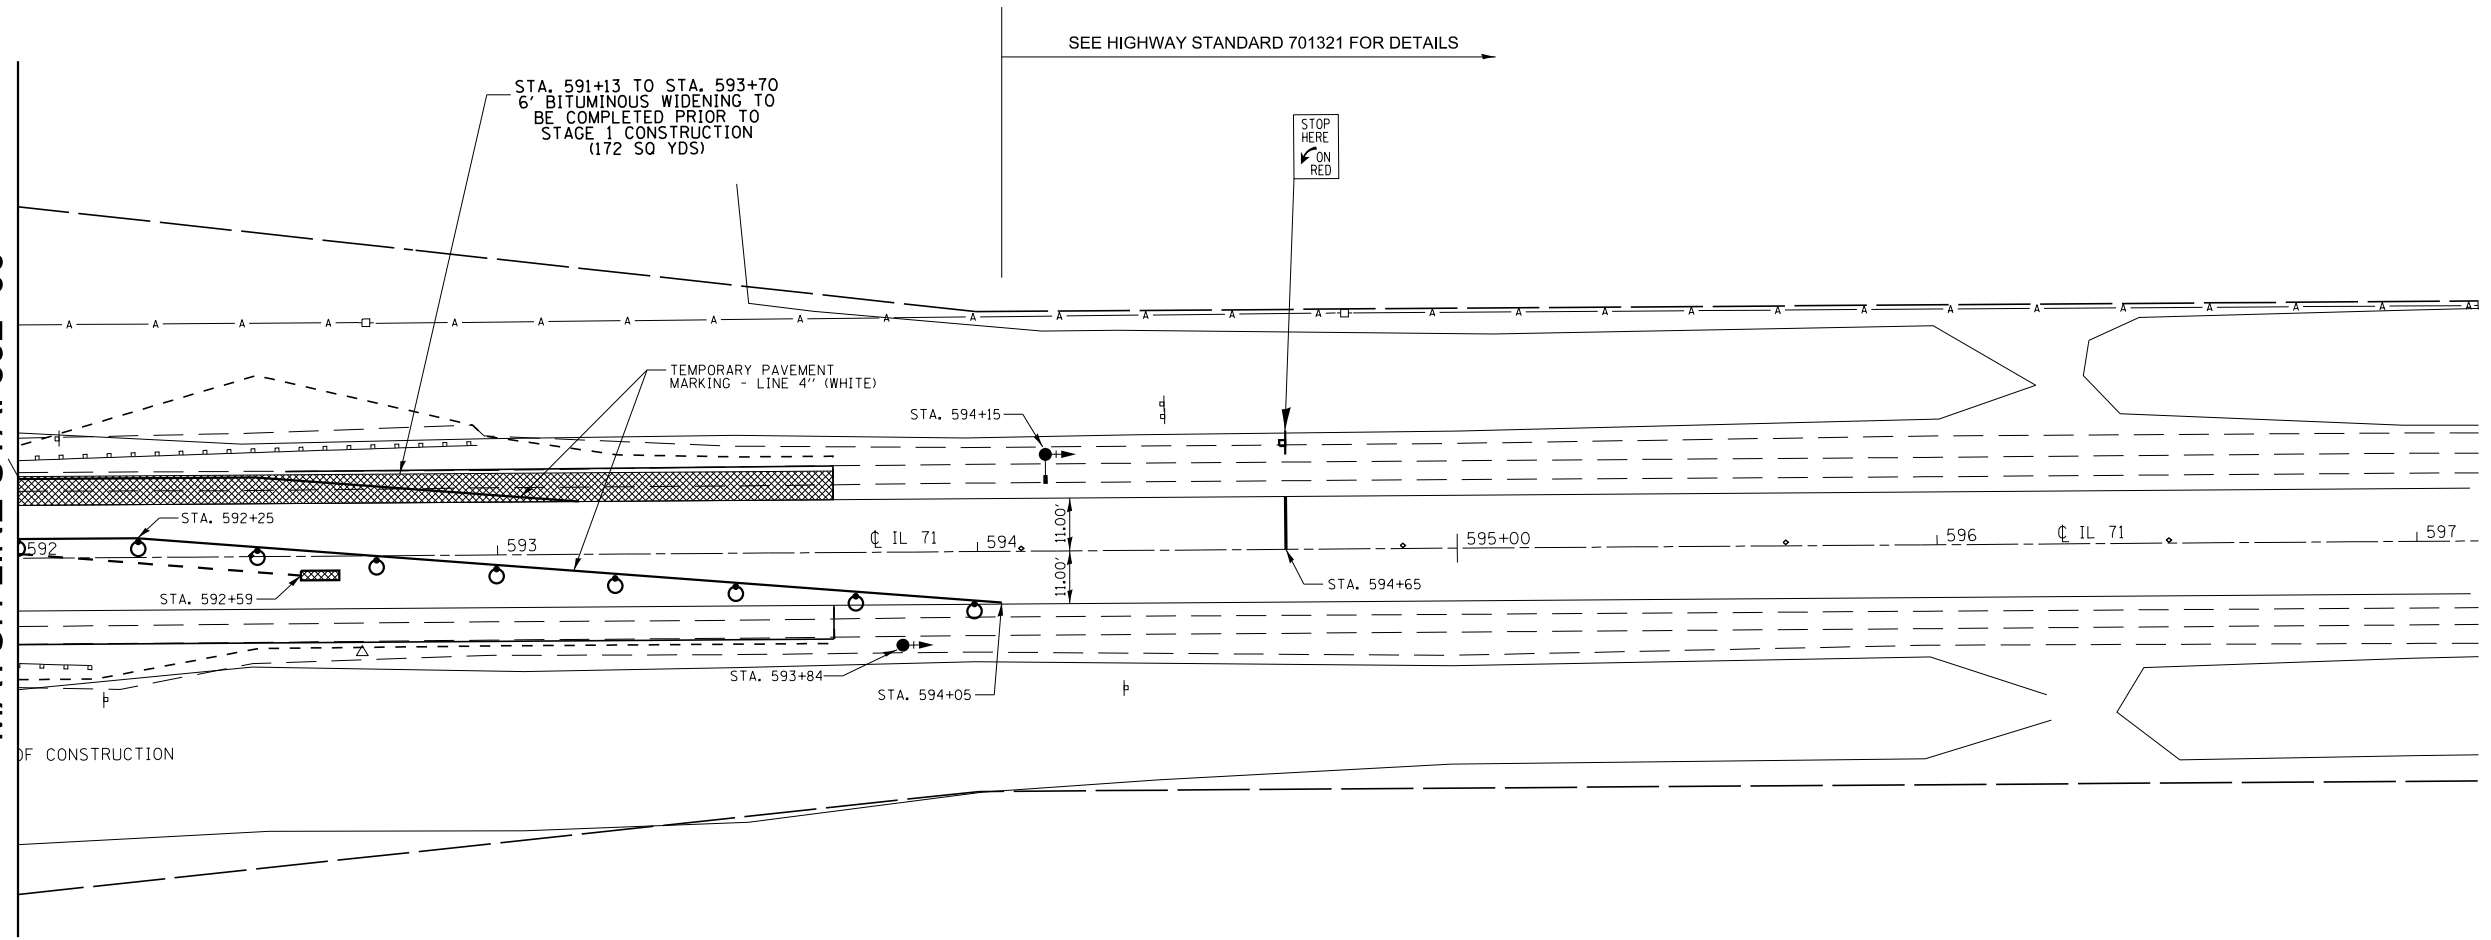 SEE HIGHWAY STANDARD 701321 FOR DETAILS
STA. 591+13 TO STA. 593+70
6' BITUMINOUS WIDENING TO
BE COMPLETED PRIOR TO
STAGE 1 CONSTRUCTION
(172 SQ YDS)
STOP
HERE
ON
RED
A A A A A A A A A A A A A A A A A A A A A A A A A A A A A
TEMPORARY PAVEMENT
MARKING - LINE 4" (WHITE)
STA. 594+15
STA. 592+25
11.00'
592
593
℄ IL 71
594
595+00
596
℄ IL 71
597
11.00'
STA. 592+59
STA. 594+65
STA. 593+84
STA. 594+05
OF CONSTRUCTION